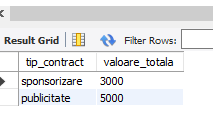 Result Grid Filter Rows:
tip_contract valoare_totala
sponsorizare 3000
publicitate 5000